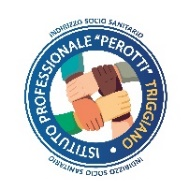 INDIRIZZO SOCIO SANITARIO
ISTITUTO PROFESSIONALE "PEROTTI" TRIGGIANO
INDIRIZZO SOCIO SANITARIO